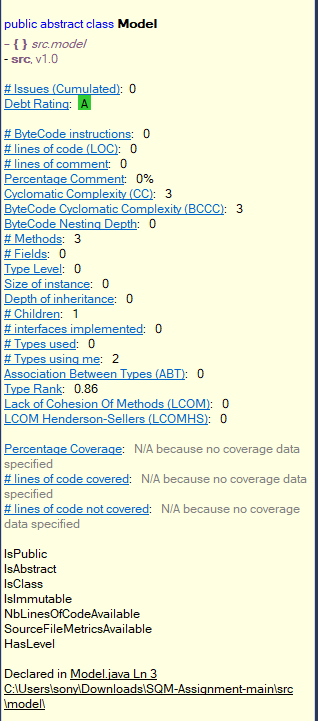 public abstract class Model
– { } src.model
- src, v1.0
# Issues (Cumulated): 0
Debt Rating: A
# ByteCode instructions: 0
# lines of code (LOC): 0
# lines of comment: 0
Percentage Comment: 0%
Cyclomatic Complexity (CC): 3
ByteCode Cyclomatic Complexity (BCCC): 3
ByteCode Nesting Depth: 0
# Methods: 3
# Fields: 0
Type Level: 0
Size of instance: 0
Depth of inheritance: 0
# Children: 1
# interfaces implemented: 0
# Types used: 0
# Types using me: 2
Association Between Types (ABT): 0
Type Rank: 0.86
Lack of Cohesion Of Methods (LCOM): 0
LCOM Henderson-Sellers (LCOMHS): 0
Percentage Coverage: N/A because no coverage data
specified
# lines of code covered: N/A because no coverage data
specified
# lines of code not covered: N/A because no coverage
data specified
IsPublic
IsAbstract
IsClass
IsImmutable
NbLinesOfCodeAvailable
SourceFileMetricsAvailable
HasLevel
Declared in Model.java Ln 3
C:\Users\sony\Downloads\SQM-Assignment-main\src
\model\